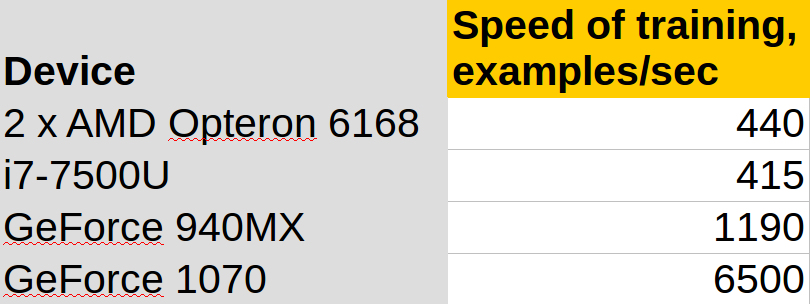 Device
Speed of training,
examples/sec
2 x AMD Opteron 6168 440
i7-7500U 415
GeForce 940MX 1190
GeForce 1070 6500